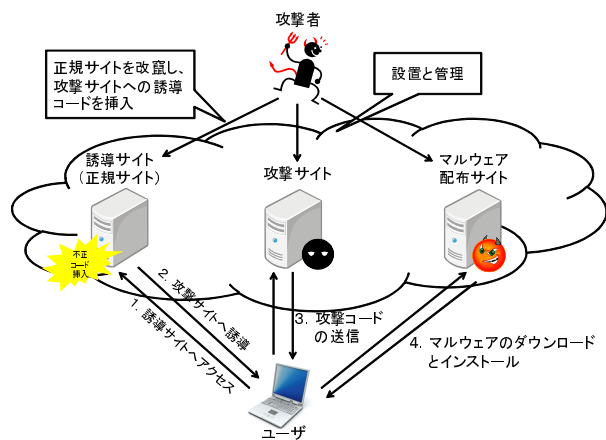 攻撃者
正規サイトを改竄し、
攻撃サイトへの誘導
コードを挿入
設置と管理
誘導サイト
（正規サイト）
攻撃サイト
マルウェア
配布サイト
不正
コード
挿入
2．攻撃サイトへ誘導
1．誘導サイトへアクセス
3．攻撃コード
の送信
4．マルウェアのダウンロード
とインストール
ユーザ